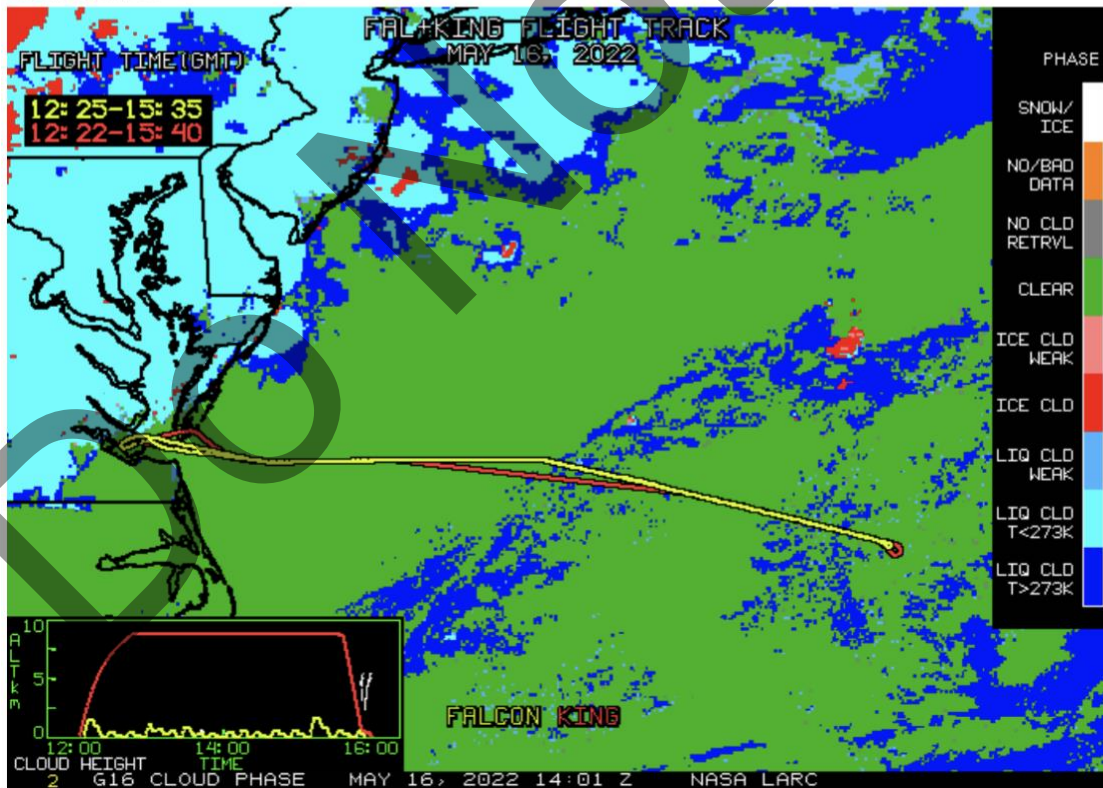 FAL+KING FLIGHT TRACK
MAY 16, 2022
FLIGHT TIME(GMT)
12:25-15:35
12:22-15:40
PHASE
SNOW/
ICE
NO/BAD
DATA
NO CLD
RETRVL
CLEAR
ICE CLD
WEAK
ICE CLD
LIQ CLD
WEAK
LIQ CLD
T<273K
LIQ CLD
T>273K
10
5
0
ALT km
12:00 14:00 16:00
CLOUD HEIGHT TIME
FALCON KING
2 G16 CLOUD PHASE MAY 16, 2022 14:01 Z NASA LARC